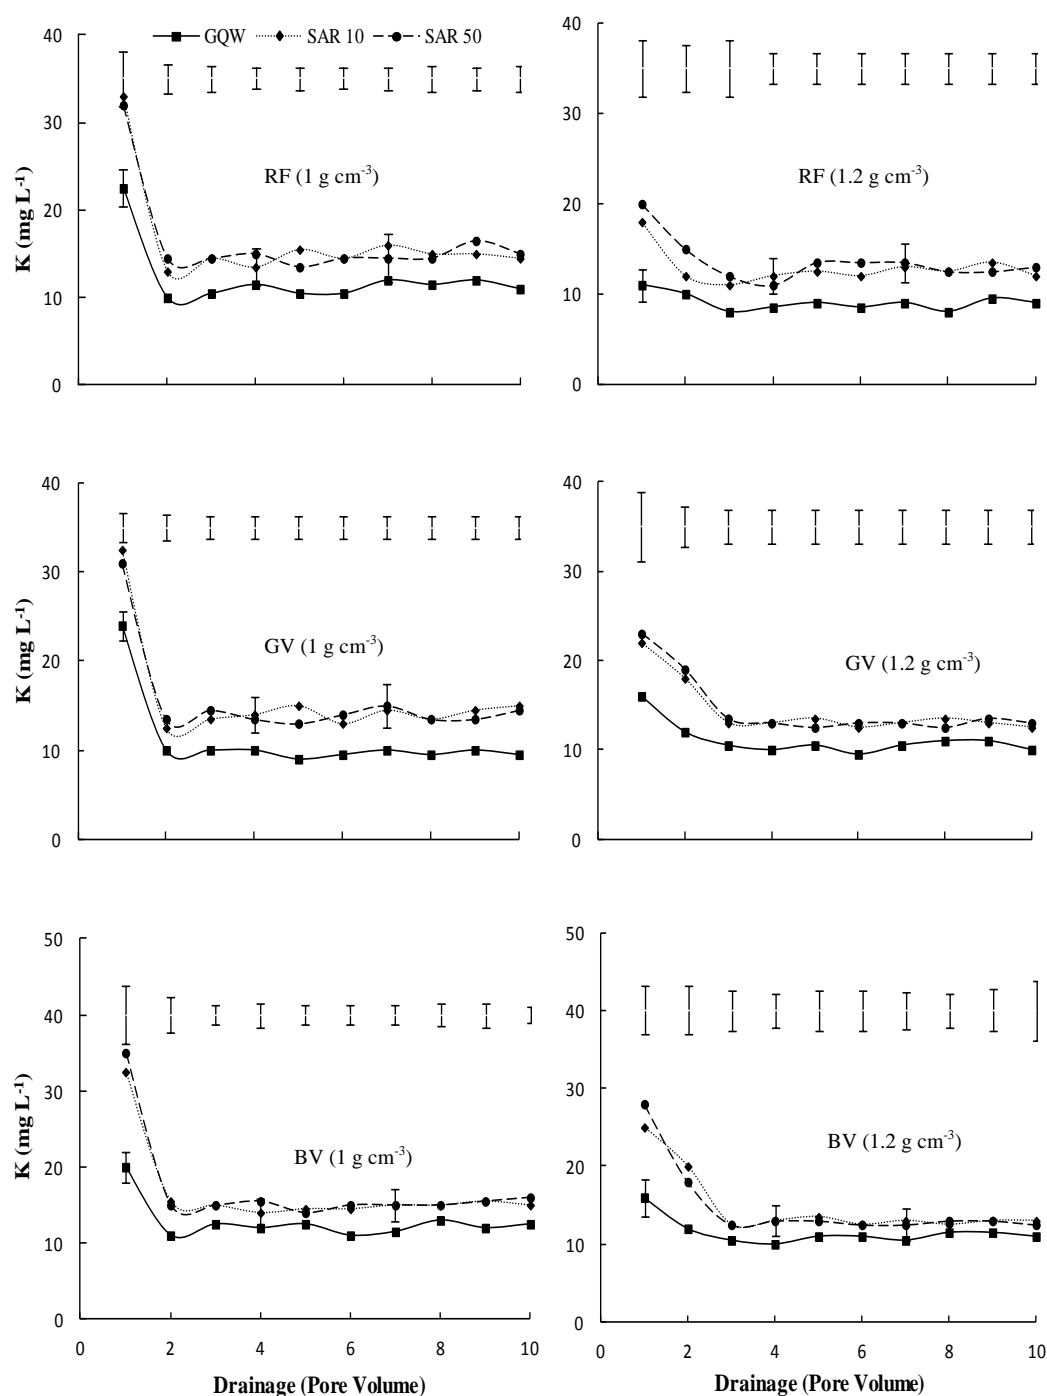 GQW SAR 10 SAR 50
40
30
20
10
0
K (mg L⁻¹)
RF (1 g cm⁻³)
40
30
20
10
0
RF (1.2 g cm⁻³)
40
30
20
10
0
K (mg L⁻¹)
GV (1 g cm⁻³)
40
30
20
10
0
GV (1.2 g cm⁻³)
50
40
30
20
10
0
K (mg L⁻¹)
BV (1 g cm⁻³)
0 2 4 6 8 10
Drainage (Pore Volume)
50
40
30
20
10
0
BV (1.2 g cm⁻³)
0 2 4 6 8 10
Drainage (Pore Volume)